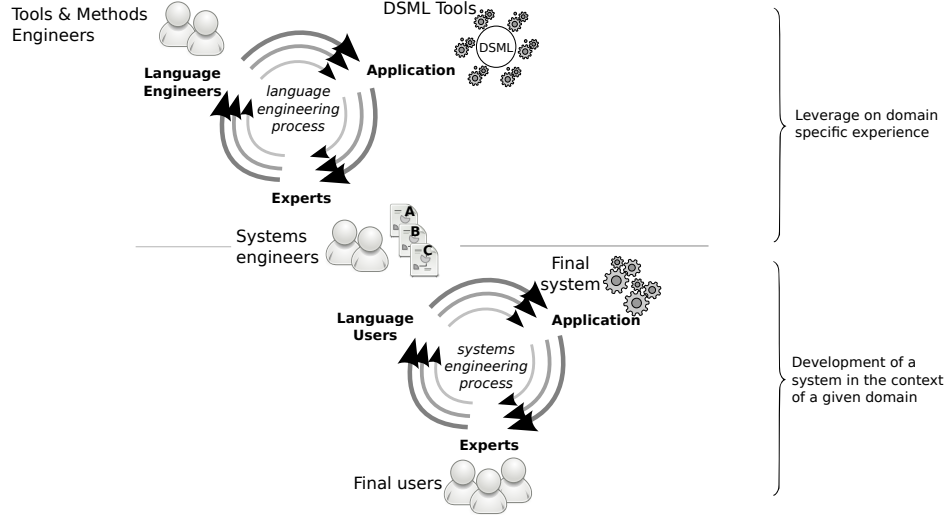 Tools & Methods
Engineers
DSML Tools
DSML
Language
Engineers
Application
language
engineering
process
Experts
Leverage on domain
specific experience
Systems
engineers
A
B
C
Final
system
Language
Users
Application
systems
engineering
process
Experts
Final users
Development of a
system in the context
of a given domain